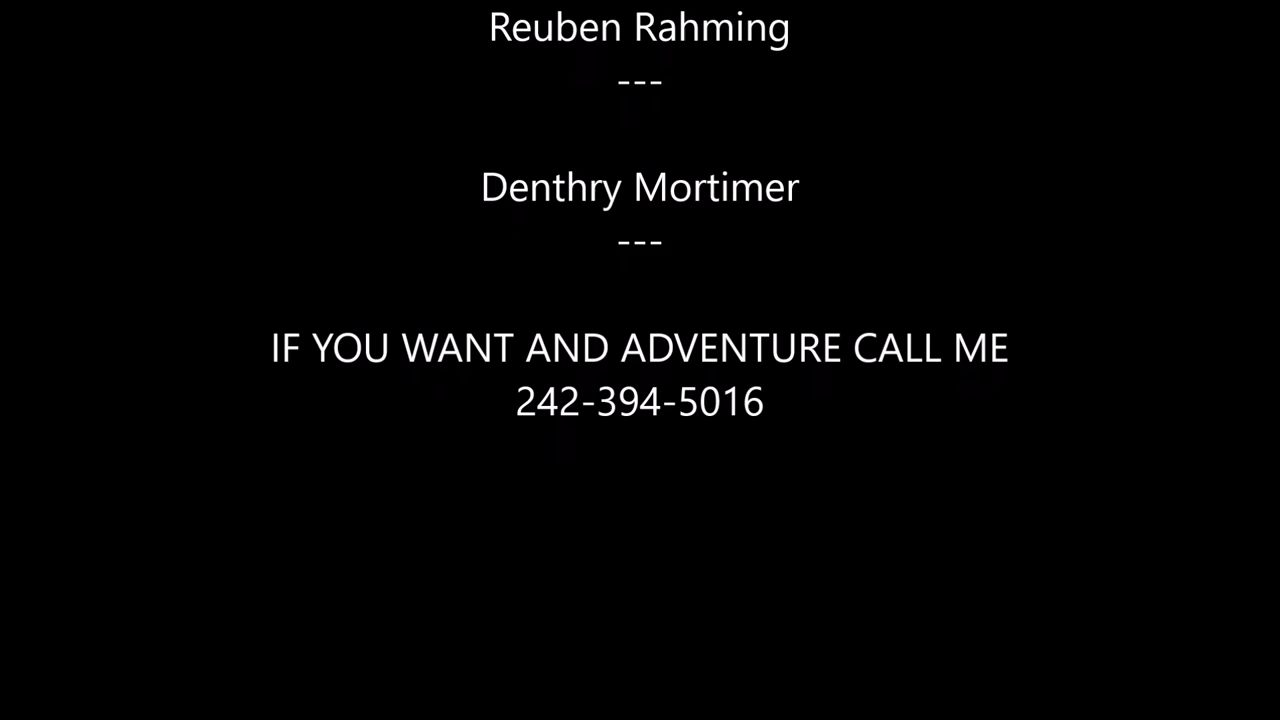 Reuben Rahming
---
Denthry Mortimer
---
IF YOU WANT AND ADVENTURE CALL ME
242-394-5016